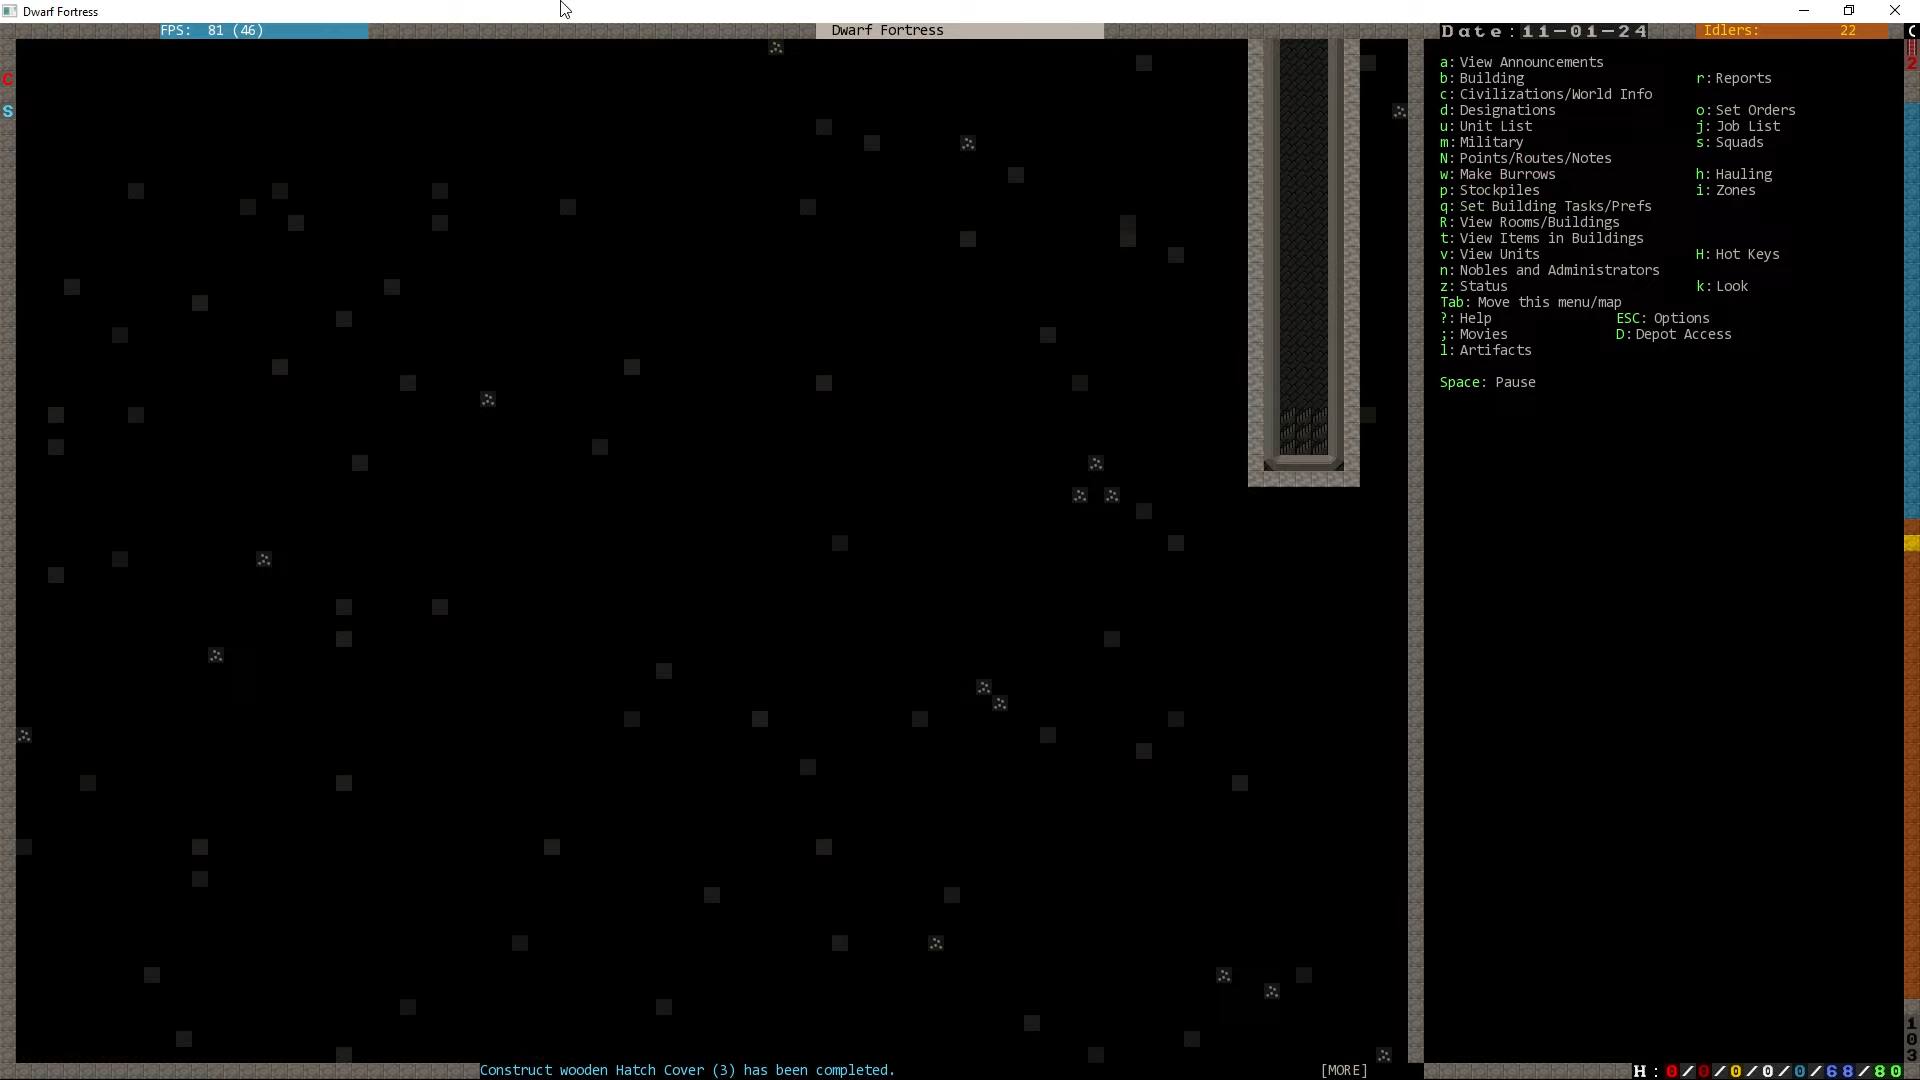 Dwarf Fortress
FPS: 81 (46)
Dwarf Fortress
Date:11-01-24
Idlers: 22
C
S
2
a: View Announcements
b: Building
r: Reports
c: Civilizations/World Info
d: Designations
o: Set Orders
u: Unit List
j: Job List
m: Military
s: Squads
N: Points/Routes/Notes
w: Make Burrows
h: Hauling
p: Stockpiles
i: Zones
q: Set Building Tasks/Prefs
R: View Rooms/Buildings
t: View Items in Buildings
v: View Units
H: Hot Keys
n: Nobles and Administrators
z: Status
k: Look
Tab: Move this menu/map
?: Help
ESC: Options
;: Movies
D: Depot Access
l: Artifacts
Space: Pause
103
Construct wooden Hatch Cover (3) has been completed.
[MORE]
H:0/0/0/0/0/68/80